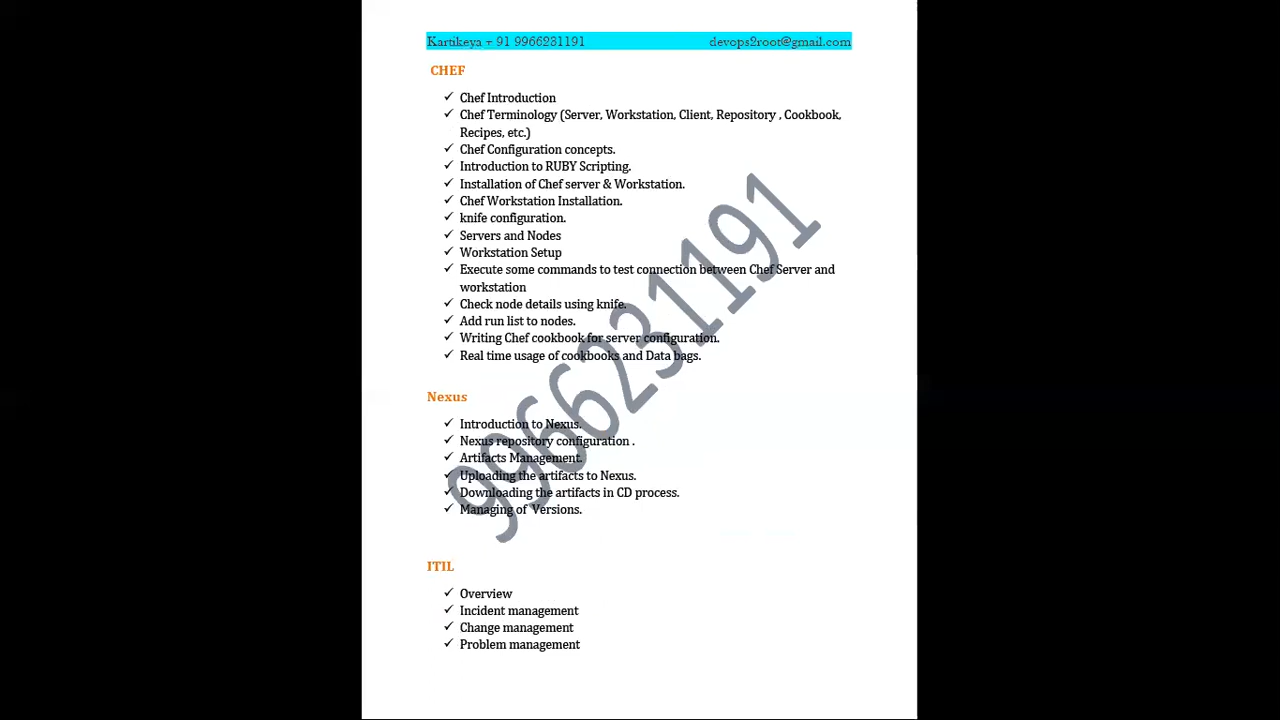 Kartikeya + 91 9966231191 devops2root@gmail.com
CHEF
✓ Chef Introduction
✓ Chef Terminology (Server, Workstation, Client, Repository , Cookbook,
Recipes, etc.)
✓ Chef Configuration concepts.
✓ Introduction to RUBY Scripting.
✓ Installation of Chef server & Workstation.
✓ Chef Workstation Installation.
✓ knife configuration.
✓ Servers and Nodes
✓ Workstation Setup
✓ Execute some commands to test connection between Chef Server and
workstation
✓ Check node details using knife.
✓ Add run list to nodes.
✓ Writing Chef cookbook for server configuration.
✓ Real time usage of cookbooks and Data bags.
9966231191
Nexus
✓ Introduction to Nexus.
✓ Nexus repository configuration .
✓ Artifacts Management.
✓ Uploading the artifacts to Nexus.
✓ Downloading the artifacts in CD process.
✓ Managing of Versions.
ITIL
✓ Overview
✓ Incident management
✓ Change management
✓ Problem management